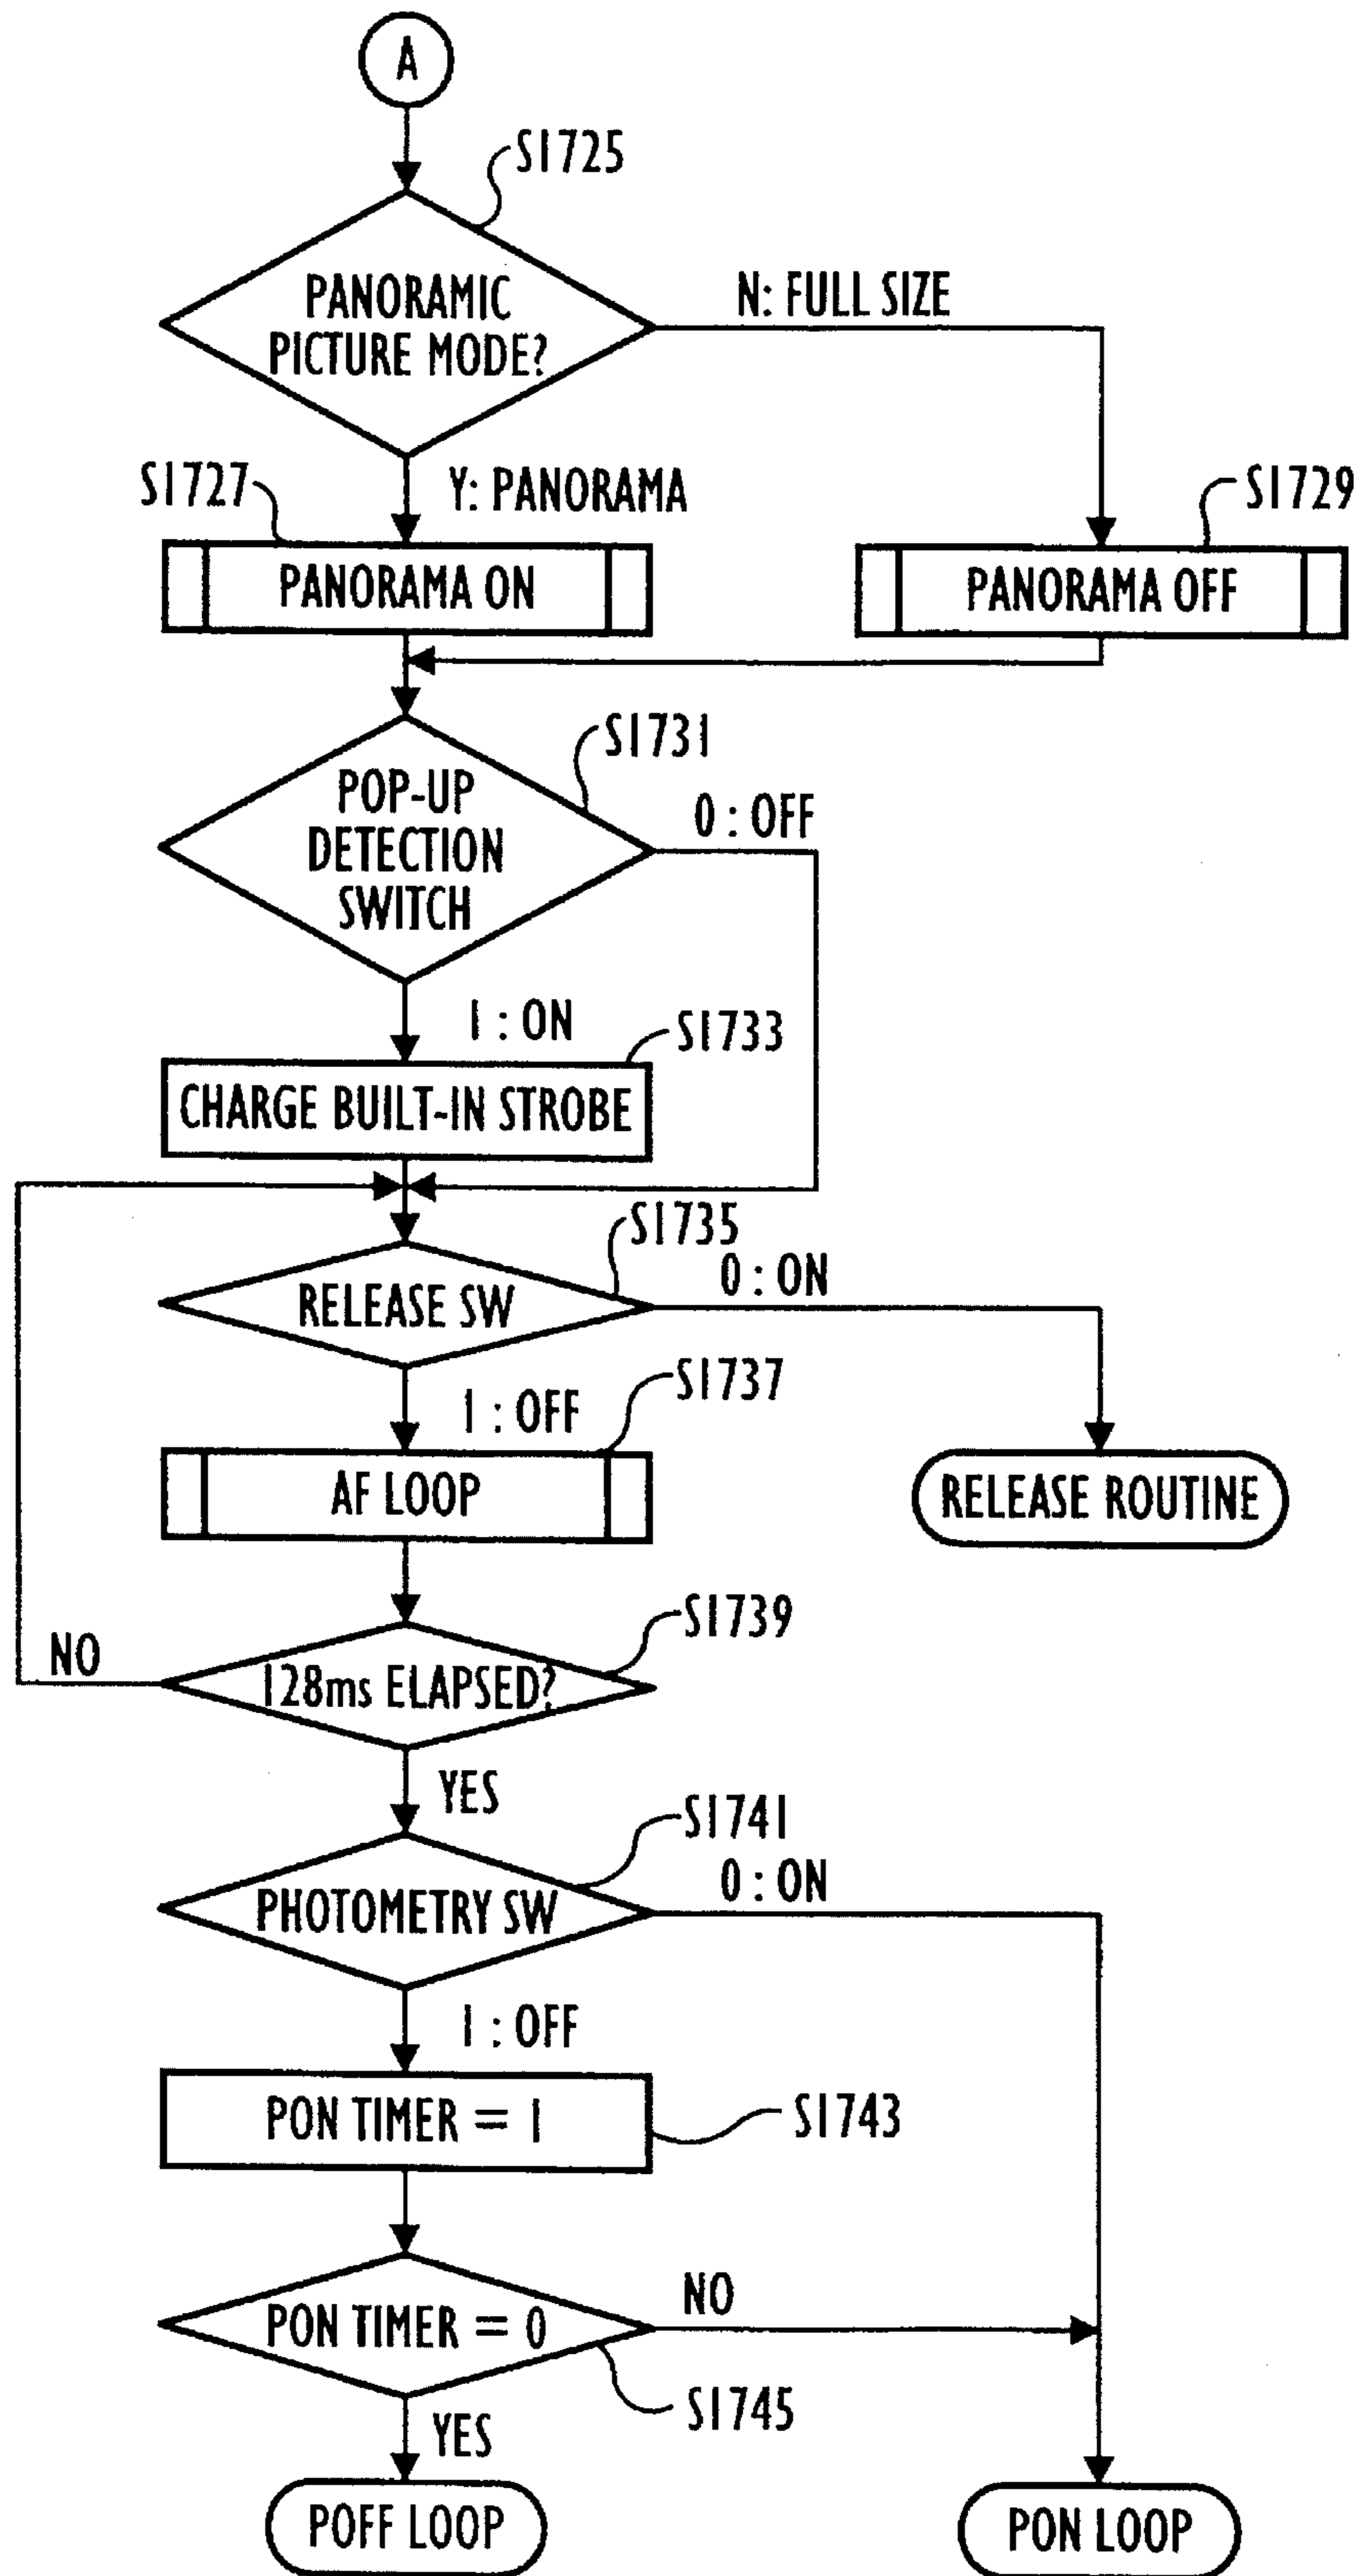 A
S1725
PANORAMIC
PICTURE MODE?
N: FULL SIZE
Y: PANORAMA
S1727
S1729
PANORAMA ON
PANORAMA OFF
S1731
POP-UP
DETECTION
SWITCH
0 : OFF
1 : ON
S1733
CHARGE BUILT-IN STROBE
S1735
RELEASE SW
0 : ON
1 : OFF
S1737
AF LOOP
RELEASE ROUTINE
S1739
128ms ELAPSED?
NO
YES
S1741
PHOTOMETRY SW
0 : ON
1 : OFF
PON TIMER = 1
S1743
PON TIMER = 0
NO
S1745
YES
POFF LOOP
PON LOOP